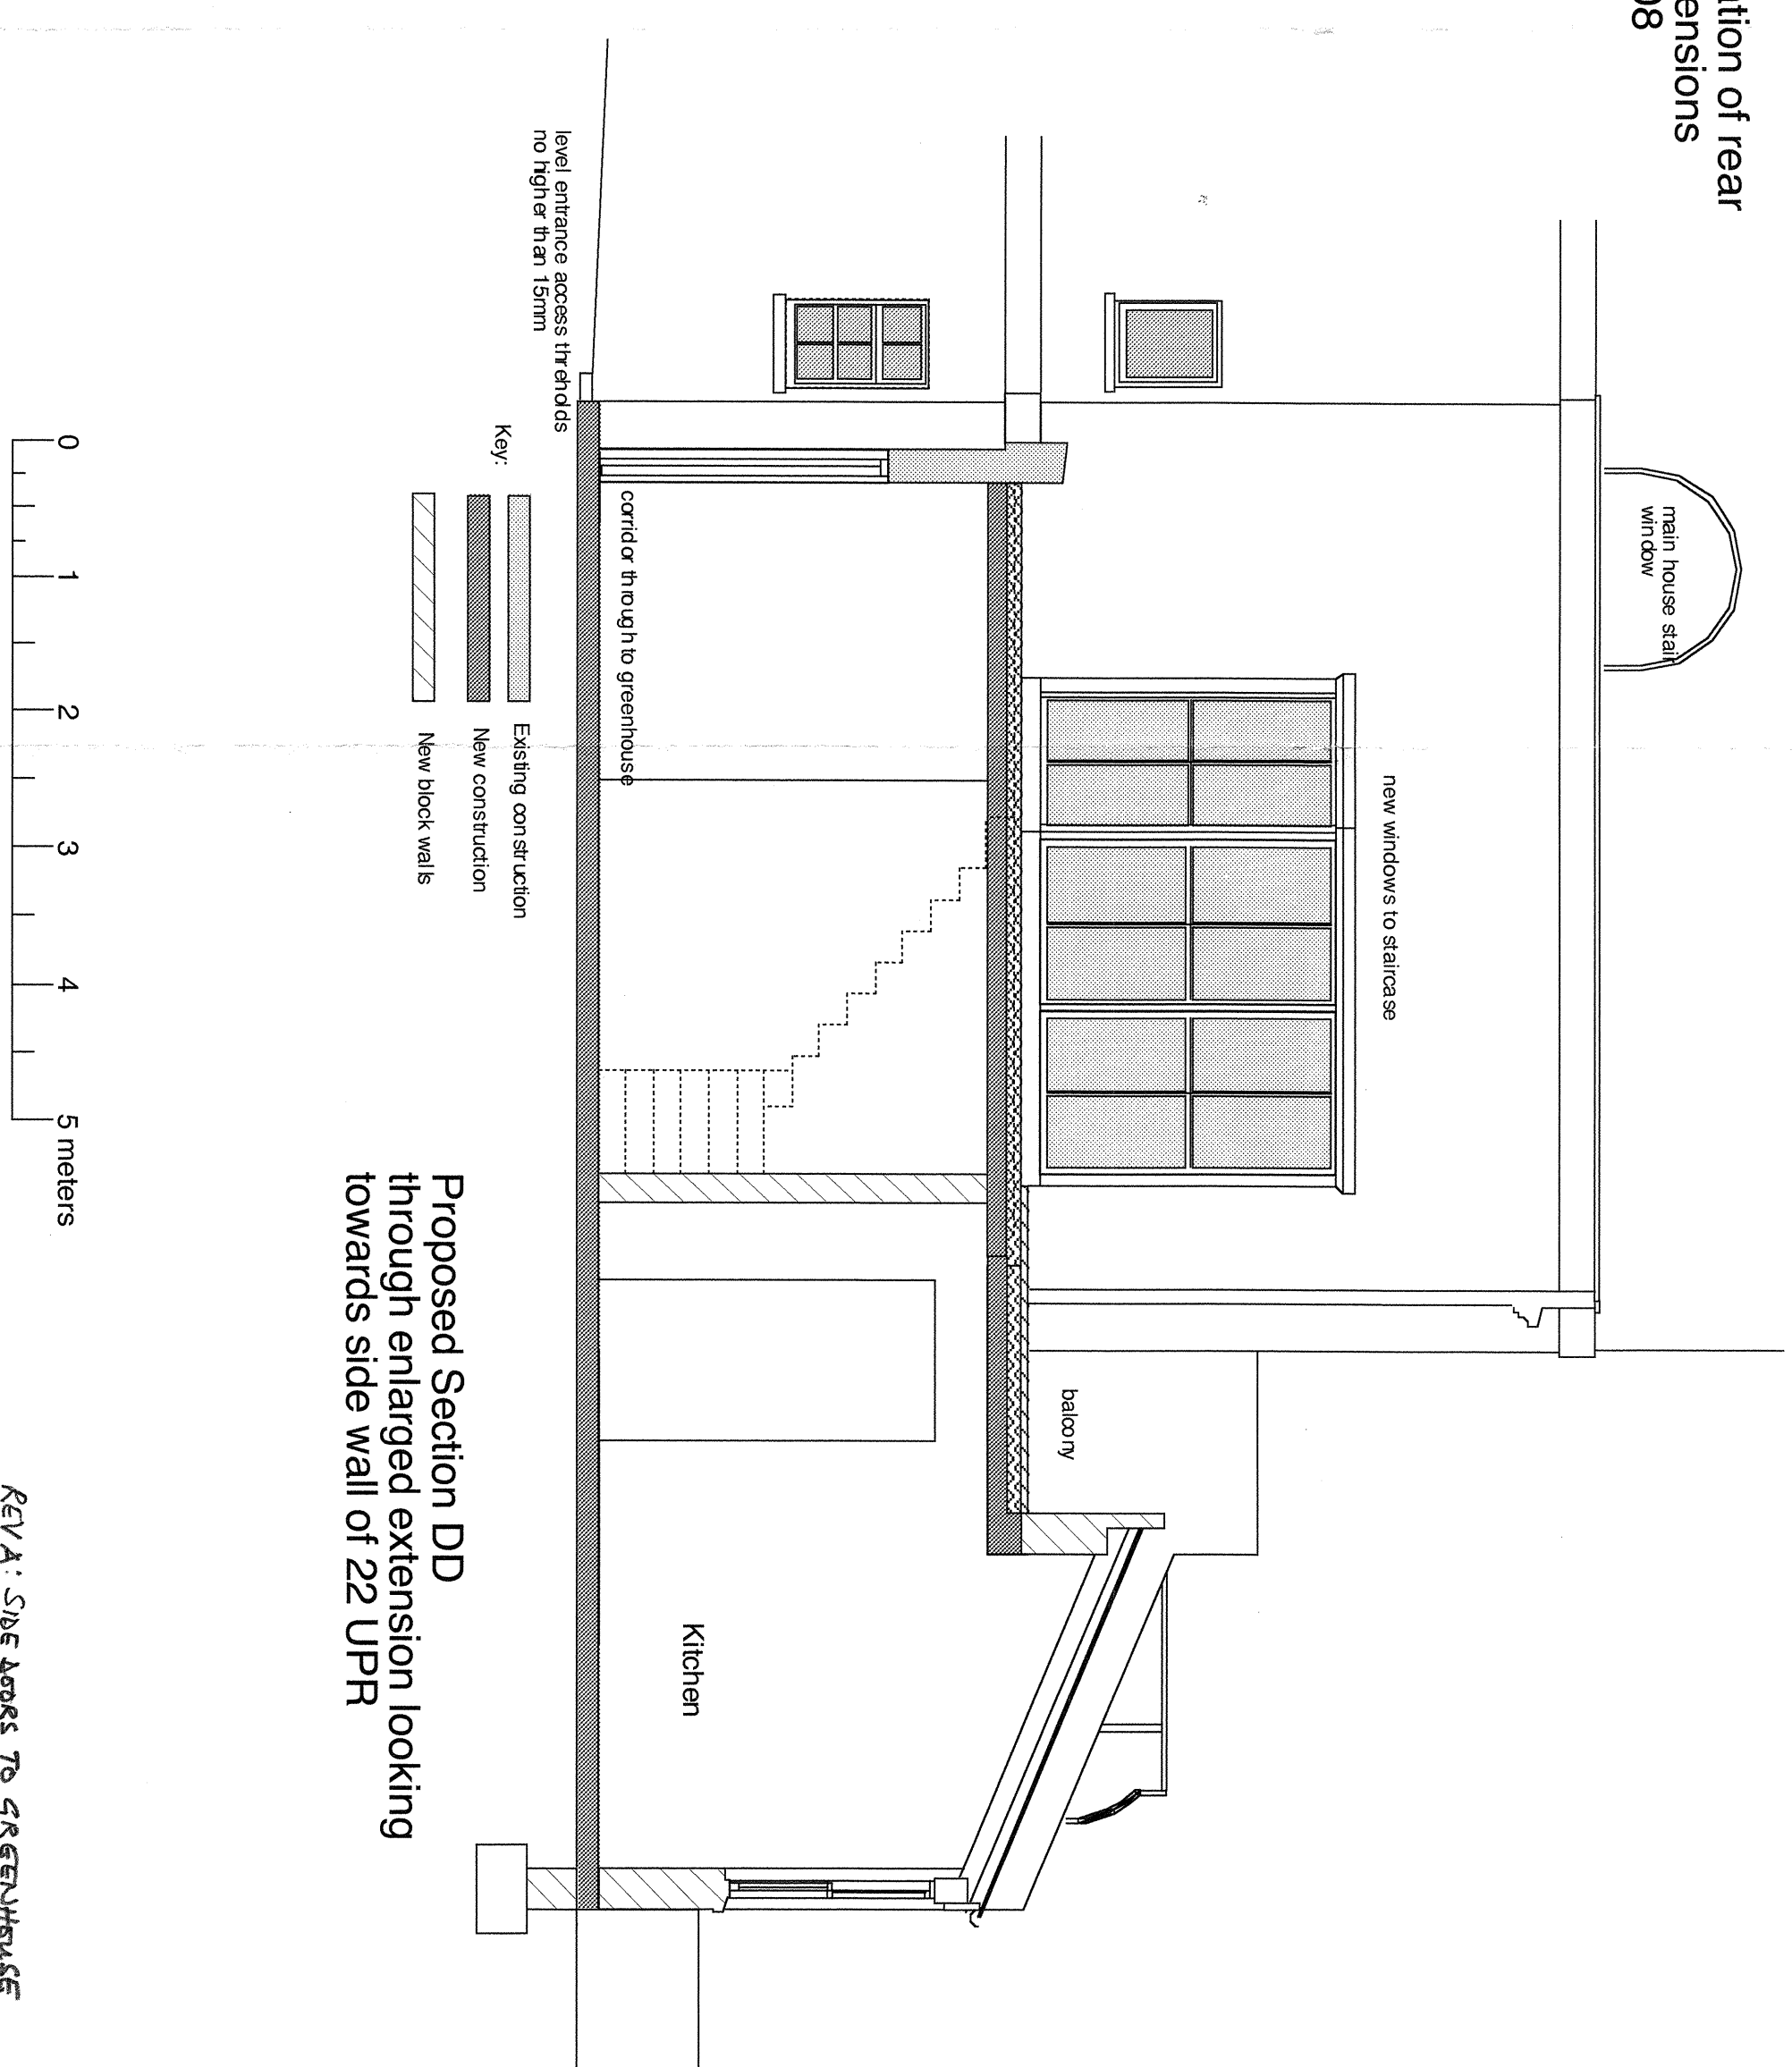 ation of rear
ensions
08
main house stair
window
new windows to staircase
balcony
level entrance access threholds
no higher than 15mm
corridor through to greenhouse
Kitchen
Key:
Existing construction
New construction
New block walls
Proposed Section DD
through enlarged extension looking
towards side wall of 22 UPR
0 1 2 3 4 5 meters
REV A: SIDE DOORS TO GREENHOUSE